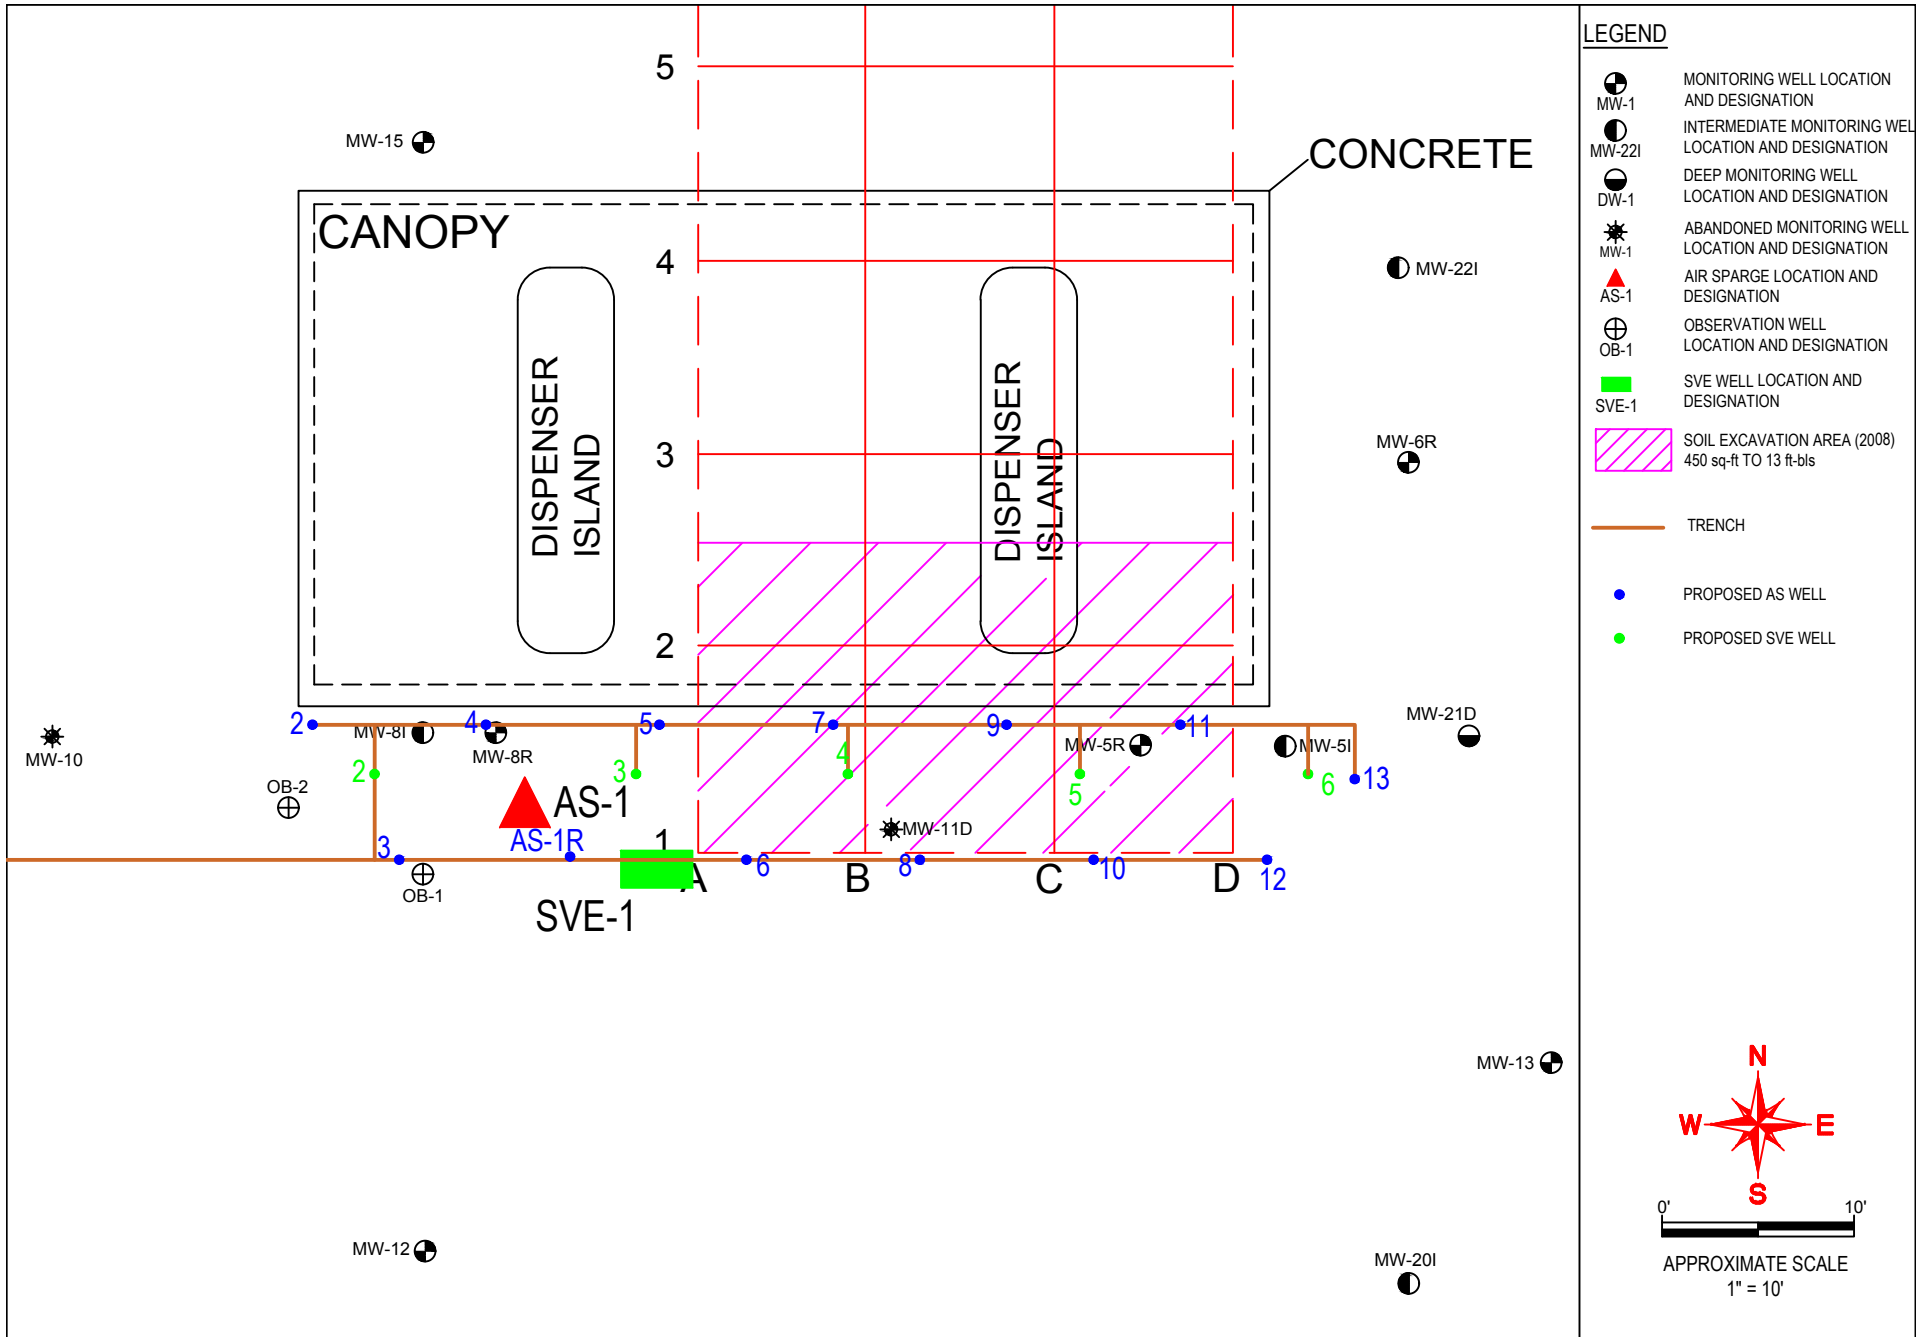 5
MW-15
CONCRETE
CANOPY
4
MW-22I
DISPENSER
ISLAND
DISPENSER
ISLAND
3
MW-6R
2
2
MW-8I
4
MW-8R
5
7
9
11
MW-5R
MW-5I
MW-21D
MW-10
2
3
4
5
6
13
OB-2
AS-1
AS-1R
1
MW-11D
3
OB-1
SVE-1
A
6
B
8
C
10
D
12
MW-13
MW-12
MW-20I
LEGEND
MW-1
MONITORING WELL LOCATION
AND DESIGNATION
MW-22I
INTERMEDIATE MONITORING WEL
LOCATION AND DESIGNATION
DW-1
DEEP MONITORING WELL
LOCATION AND DESIGNATION
MW-1
ABANDONED MONITORING WELL
LOCATION AND DESIGNATION
AS-1
AIR SPARGE LOCATION AND
DESIGNATION
OB-1
OBSERVATION WELL
LOCATION AND DESIGNATION
SVE-1
SVE WELL LOCATION AND
DESIGNATION
SOIL EXCAVATION AREA (2008)
450 sq-ft TO 13 ft-bls
TRENCH
PROPOSED AS WELL
PROPOSED SVE WELL
N
W E
S
0' 10'
APPROXIMATE SCALE
1" = 10'